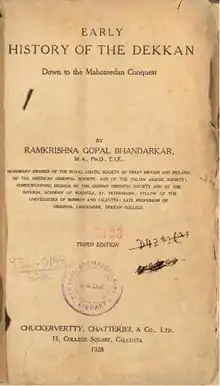 EARLY
HISTORY OF THE DEKKAN
Down to the Mahomedan Conquest
BY
RAMKRISHNA GOPAL BHANDARKAR,
M.A., PH.D., C.I.E.,
HONORARY MEMBER OF THE ROYAL ASIATIC SOCIETY OF GREAT BRITAIN AND IRELAND,
OF THE AMERICAN ORIENTAL SOCIETY, AND OF THE ITALIAN ASIATIC SOCIETY;
CORRESPONDING MEMBER OF THE GERMAN ORIENTAL SOCIETY AND OF THE
IMPERIAL ACADEMY OF SCIENCES, ST. PETERSBURG; FELLOW OF THE
UNIVERSITIES OF BOMBAY AND CALCUTTA; LATE PROFESSOR OF
ORIENTAL LANGUAGES, DEKKAN COLLEGE.
THIRD EDITION
CHUCKERVERTTY, CHATTERJEE, & CO., LTD.
15, COLLEGE SQUARE, CALCUTTA
1928